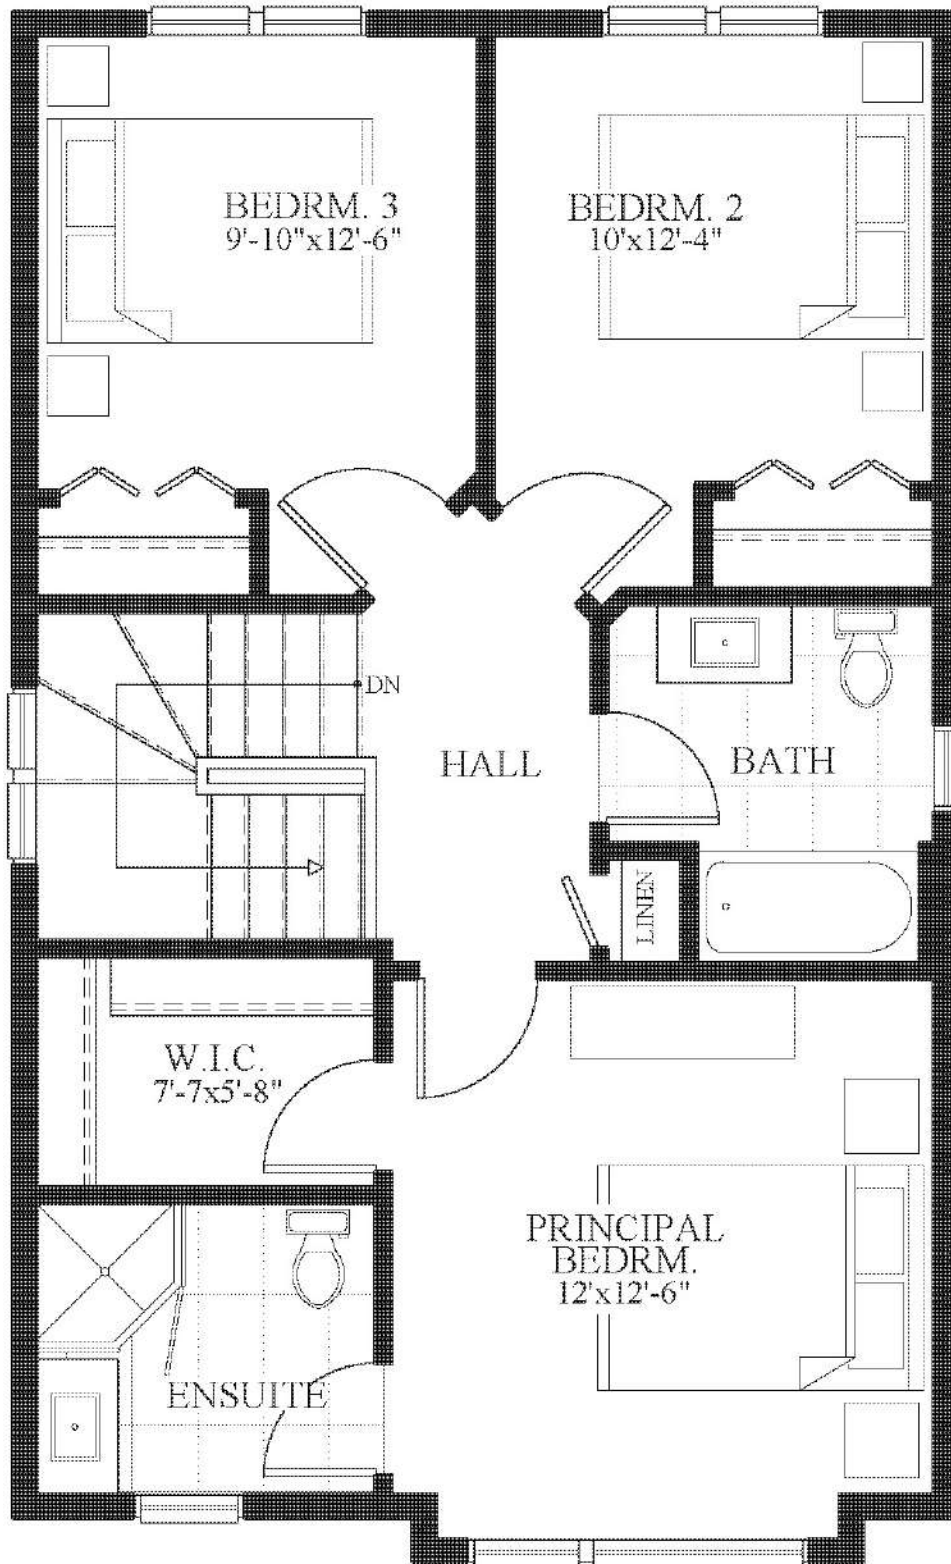 BEDRM. 3
9'-10"x12'-6"
BEDRM. 2
10'x12'-4"
DN
HALL
BATH
LINEN
W.I.C.
7'-7x5'-8"
PRINCIPAL
BEDRM.
12'x12'-6"
ENSUITE